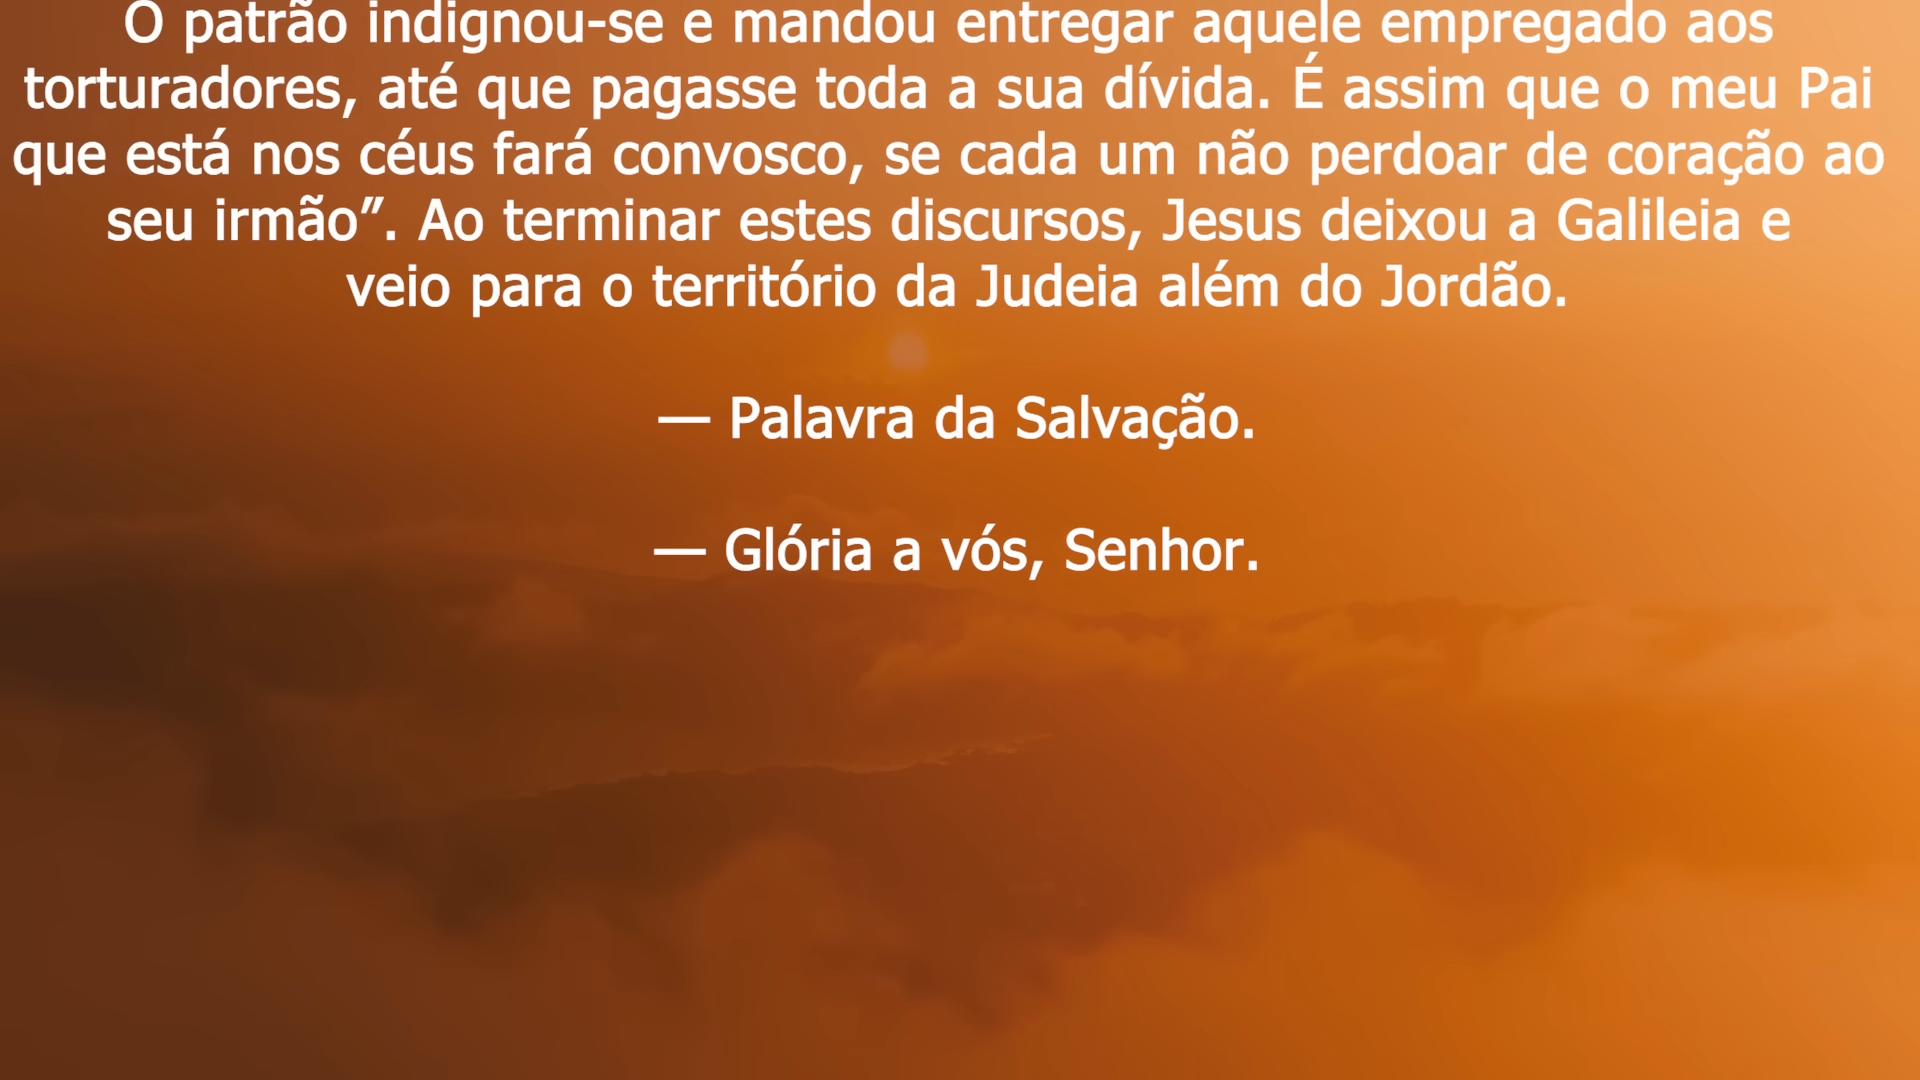 O patrão indignou-se e mandou entregar aquele empregado aos
torturadores, até que pagasse toda a sua dívida. É assim que o meu Pai
que está nos céus fará convosco, se cada um não perdoar de coração ao
seu irmão”. Ao terminar estes discursos, Jesus deixou a Galileia e
veio para o território da Judeia além do Jordão.
— Palavra da Salvação.
— Glória a vós, Senhor.